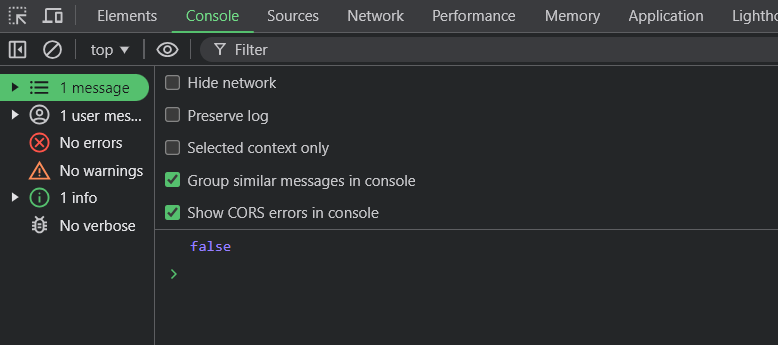 Elements Console Sources Network Performance Memory Application Lightho
top Filter
1 message
1 user mes...
No errors
No warnings
1 info
No verbose
Hide network
Preserve log
Selected context only
Group similar messages in console
Show CORS errors in console
false